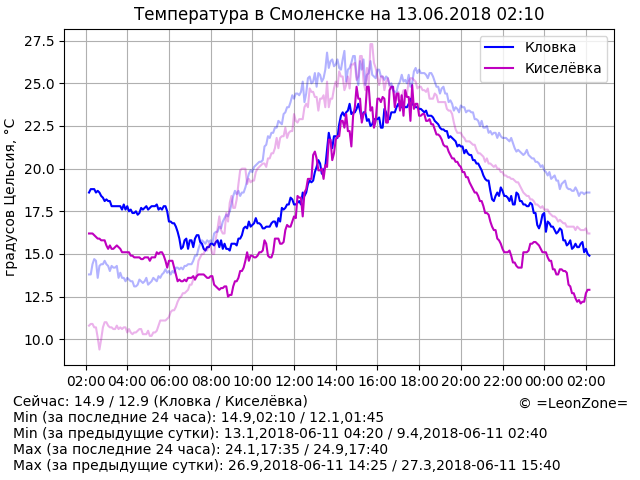 Температура в Смоленске на 13.06.2018 02:10
градусов Цельсия, °C
27.5
25.0
22.5
20.0
17.5
15.0
12.5
10.0
Кловка
Киселёвка
02:00 04:00 06:00 08:00 10:00 12:00 14:00 16:00 18:00 20:00 22:00 00:00 02:00
Сейчас: 14.9 / 12.9 (Кловка / Киселёвка)
© =LeonZone=
Min (за последние 24 часа): 14.9,02:10 / 12.1,01:45
Min (за предыдущие сутки): 13.1,2018-06-11 04:20 / 9.4,2018-06-11 02:40
Max (за последние 24 часа): 24.1,17:35 / 24.9,17:40
Max (за предыдущие сутки): 26.9,2018-06-11 14:25 / 27.3,2018-06-11 15:40